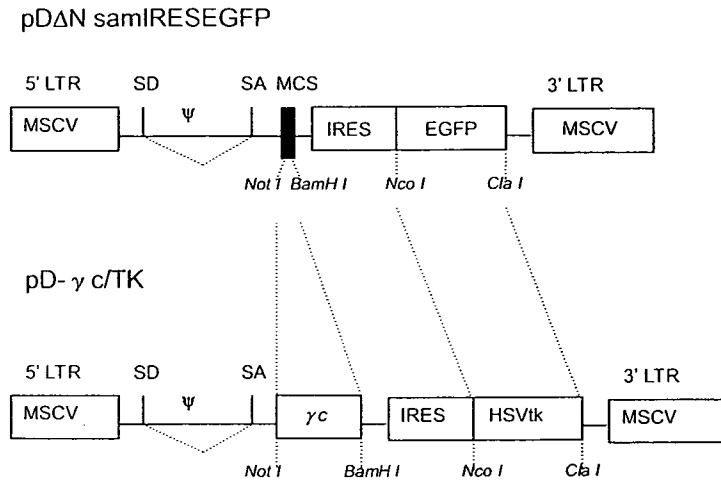 pDΔN samIRESEGFP
5' LTR SD Ψ SA MCS 3' LTR
MSCV IRES EGFP MSCV
Not I BamH I Nco I Cla I
pD- γ c/TK
5' LTR SD Ψ SA 3' LTR
MSCV γc IRES HSVtk MSCV
Not I BamH I Nco I Cla I